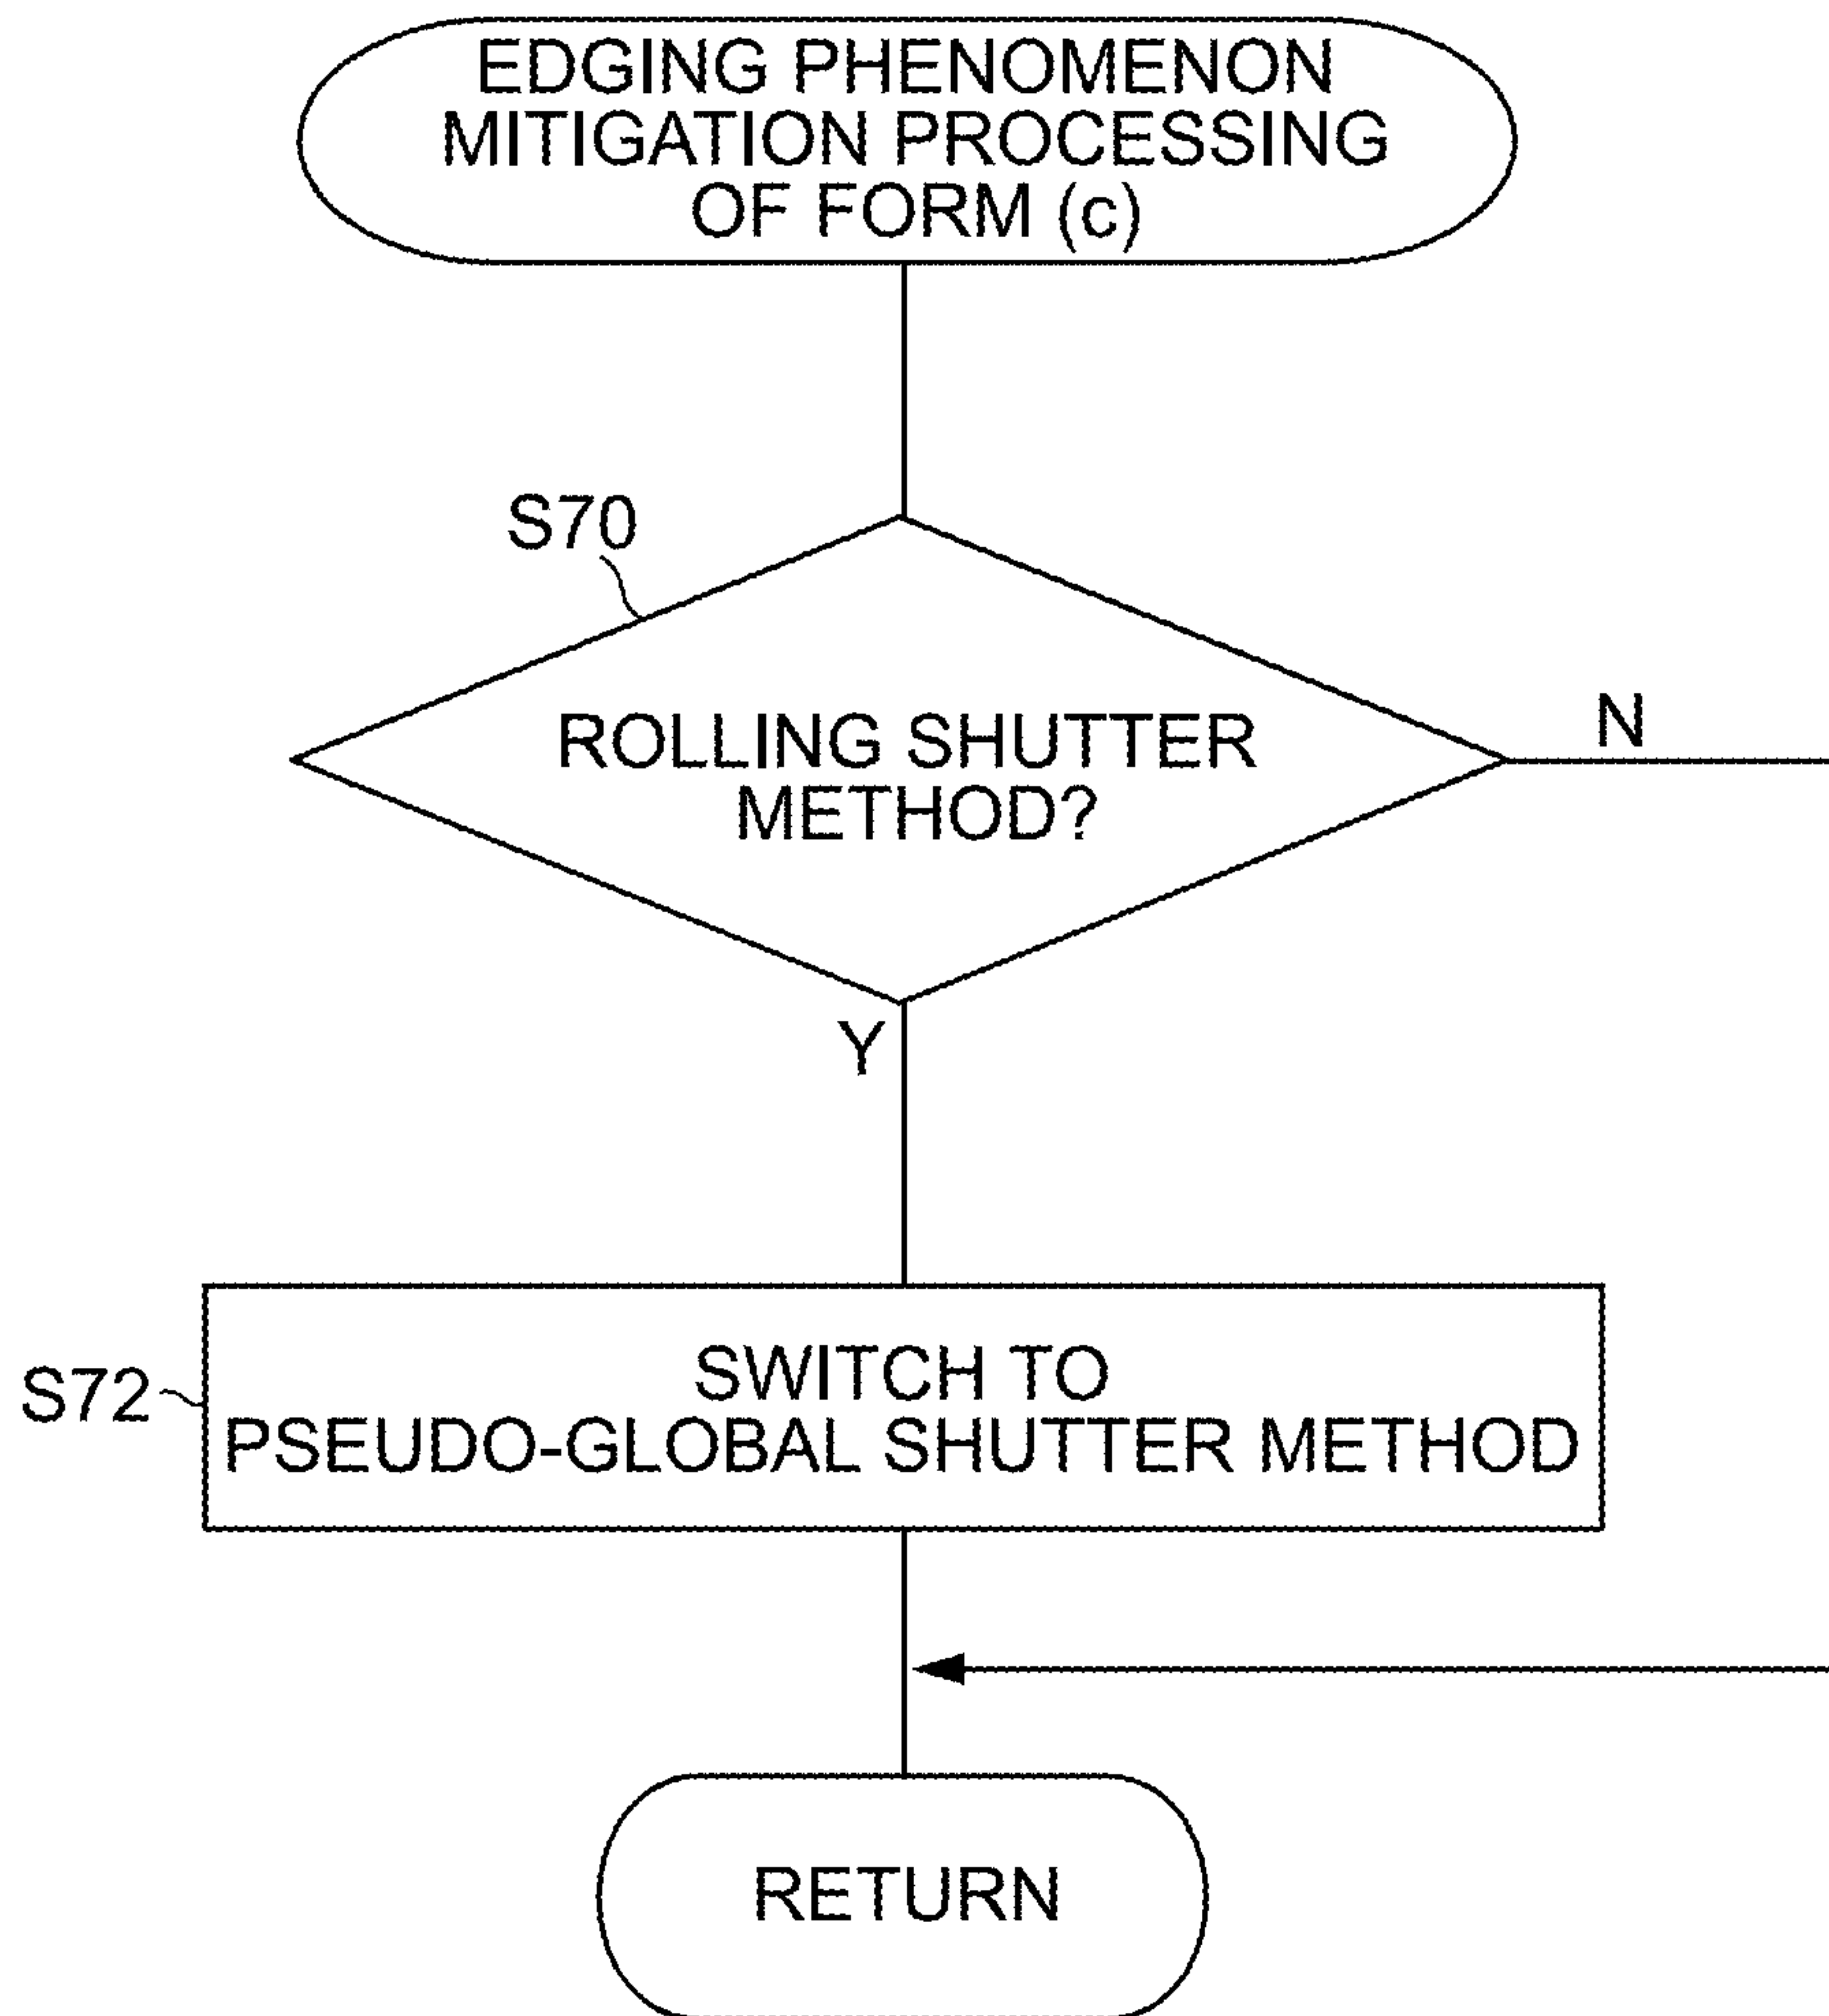 EDGING PHENOMENON
MITIGATION PROCESSING
OF FORM (c)
S70
ROLLING SHUTTER
METHOD?
N
Y
S72
SWITCH TO
PSEUDO-GLOBAL SHUTTER METHOD
RETURN